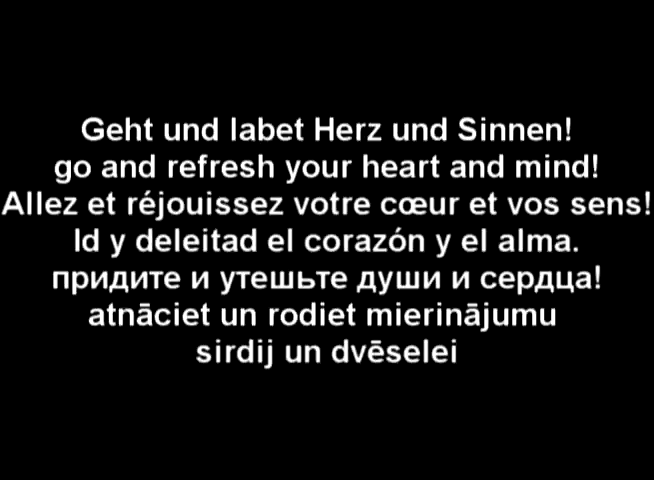 Geht und labet Herz und Sinnen!
go and refresh your heart and mind!
Allez et réjouissez votre cœur et vos sens!
Id y deleitad el corazón y el alma.
придите и утешьте души и сердца!
atnāciet un rodiet mierinājumu
sirdij un dvēselei